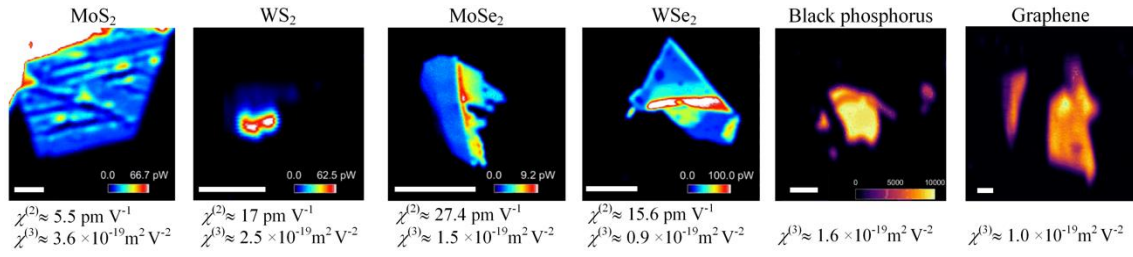 MoS2 WS2 MoSe2 WSe2 Black phosphorus Graphene
0.0 66.7 pW 0.0 62.5 pW 0.0 9.2 pW 0.0 100.0 pW 0 5000 10000
χ(2)≈ 5.5 pm V-1 χ(2)≈ 17 pm V-1 χ(2)≈ 27.4 pm V-1 χ(2)≈ 15.6 pm V-1
χ(3)≈ 3.6 ×10-19m2 V-2 χ(3)≈ 2.5 ×10-19m2 V-2 χ(3)≈ 1.5 ×10-19m2 V-2 χ(3)≈ 0.9 ×10-19m2 V-2 χ(3)≈ 1.6 ×10-19m2 V-2 χ(3)≈ 1.0 ×10-19m2 V-2